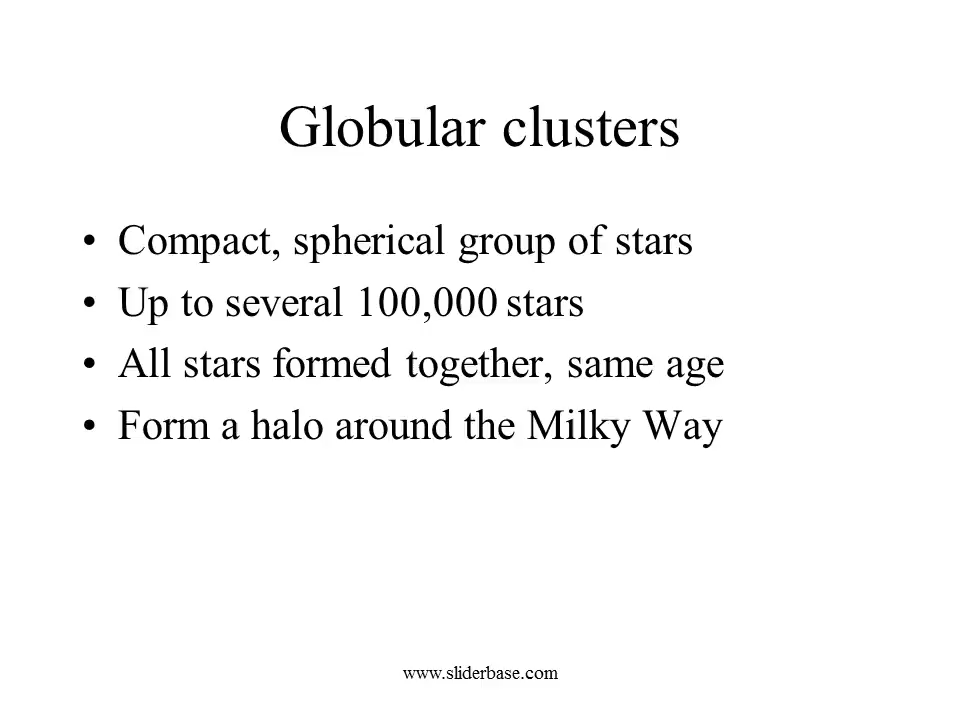 Globular clusters
• Compact, spherical group of stars
• Up to several 100,000 stars
• All stars formed together, same age
• Form a halo around the Milky Way
www.sliderbase.com